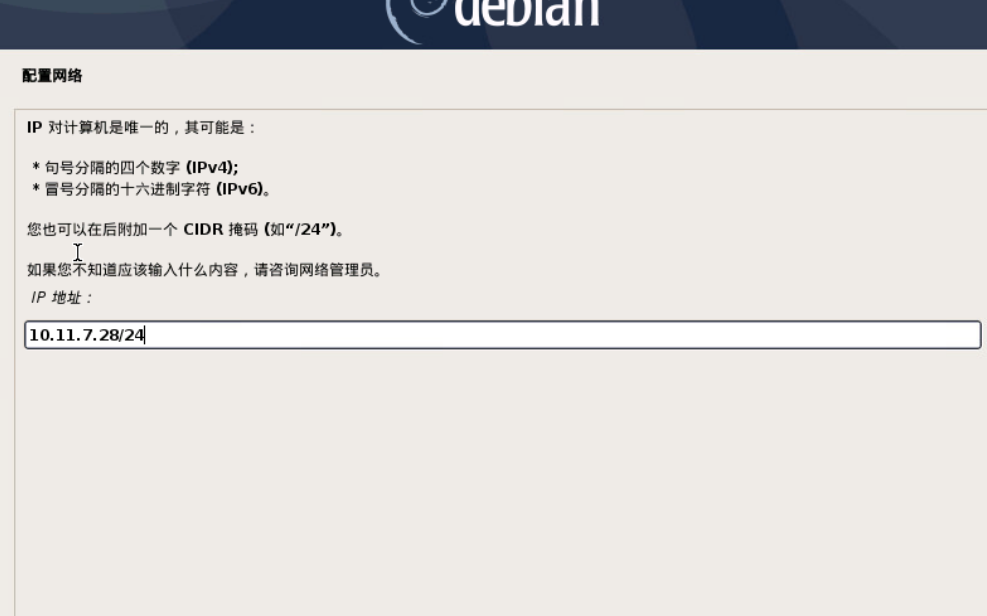 debian
配置网络
IP 对计算机是唯一的，其可能是：
* 句号分隔的四个数字 (IPv4);
* 冒号分隔的十六进制字符 (IPv6)。
您也可以在后附加一个 CIDR 掩码 (如“/24”)。
如果您不知道应该输入什么内容，请咨询网络管理员。
IP 地址：
10.11.7.28/24